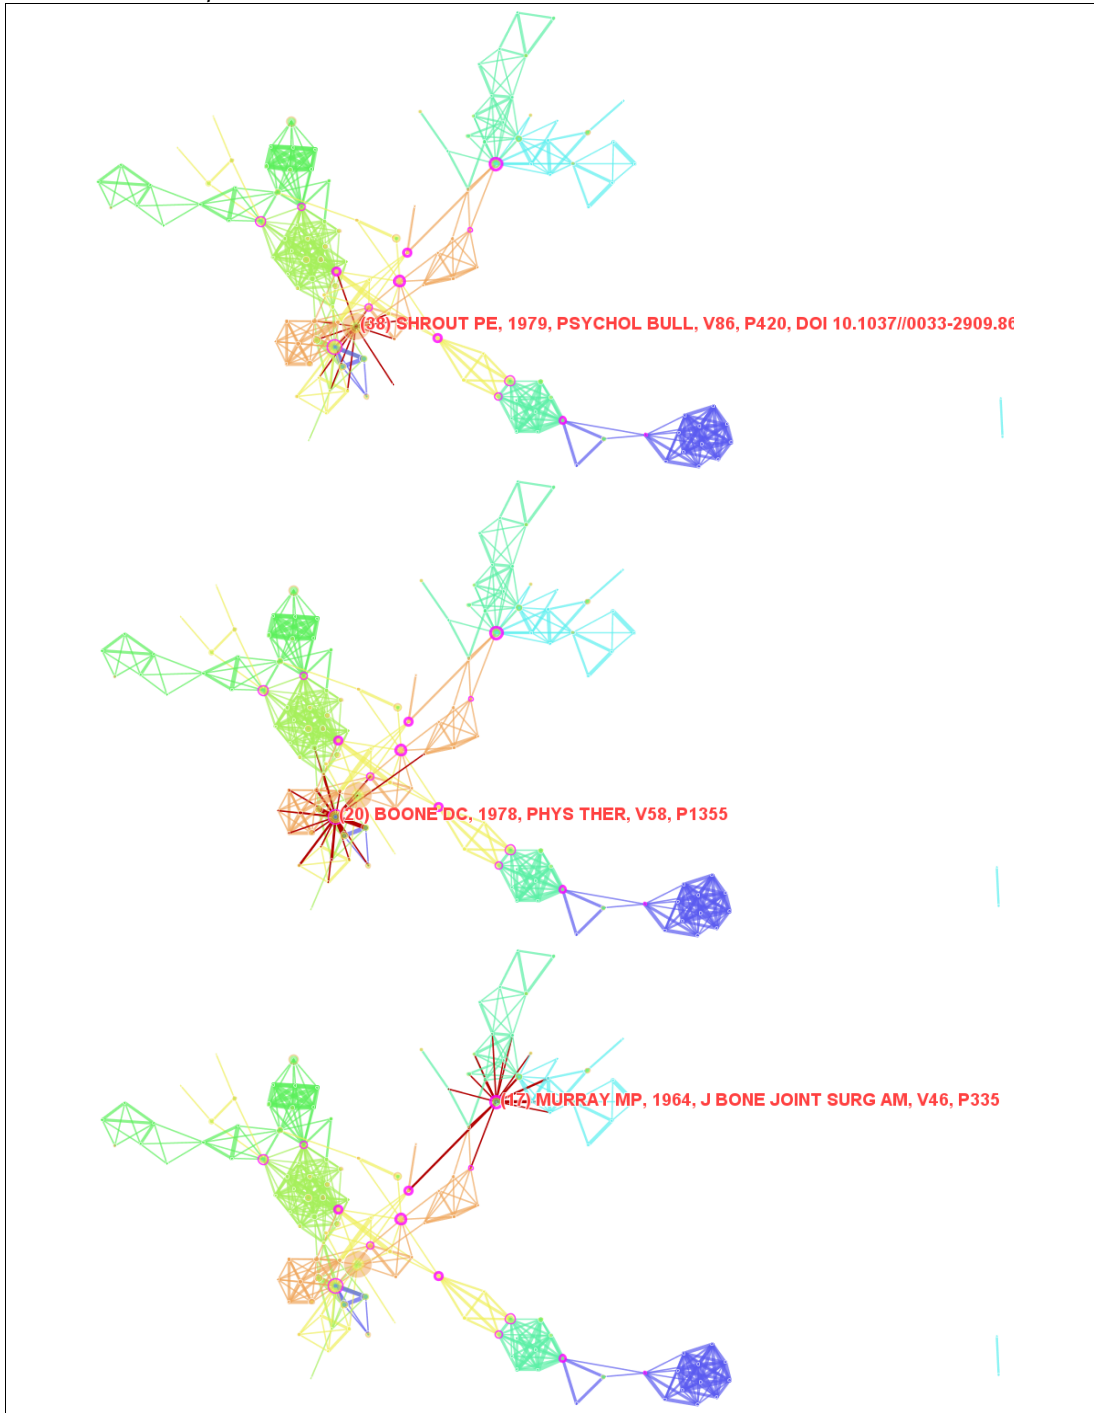 (38) SHROUT PE, 1979, PSYCHOL BULL, V86, P420, DOI 10.1037//0033-2909.86
(20) BOONE DC, 1978, PHYS THER, V58, P1355
(17) MURRAY MP, 1964, J BONE JOINT SURG AM, V46, P335